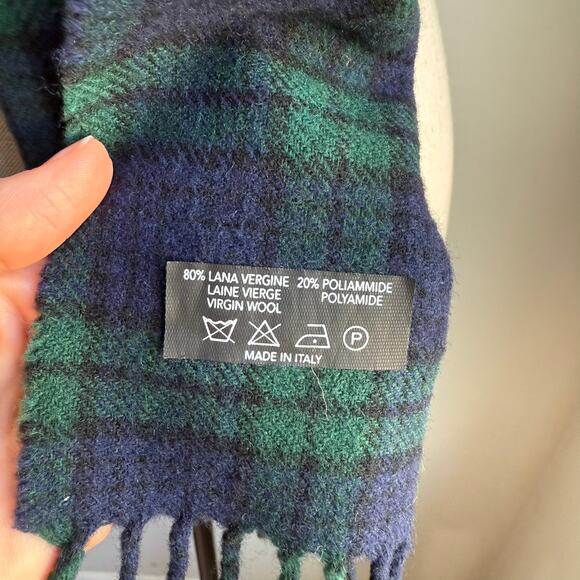 80% LANA VERGINE 20% POLIAMMIDE
LAINE VIERGE POLYAMIDE
VIRGIN WOOL
P
MADE IN ITALY